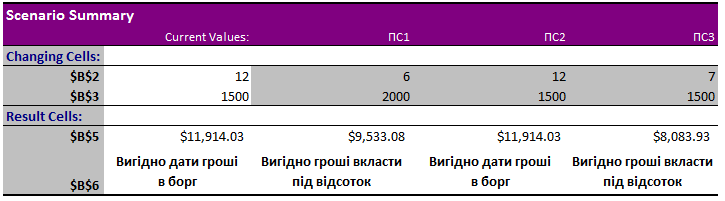 Scenario Summary
Current Values: ПС1 ПС2 ПС3
Changing Cells:
$B$2 12 6 12 7
$B$3 1500 2000 1500 1500
Result Cells:
$B$5 $11,914.03 $9,533.08 $11,914.03 $8,083.93
Вигідно дати гроші Вигідно гроші вкласти Вигідно дати гроші Вигідно гроші вкласти
в борг під відсоток в борг під відсоток
$B$6